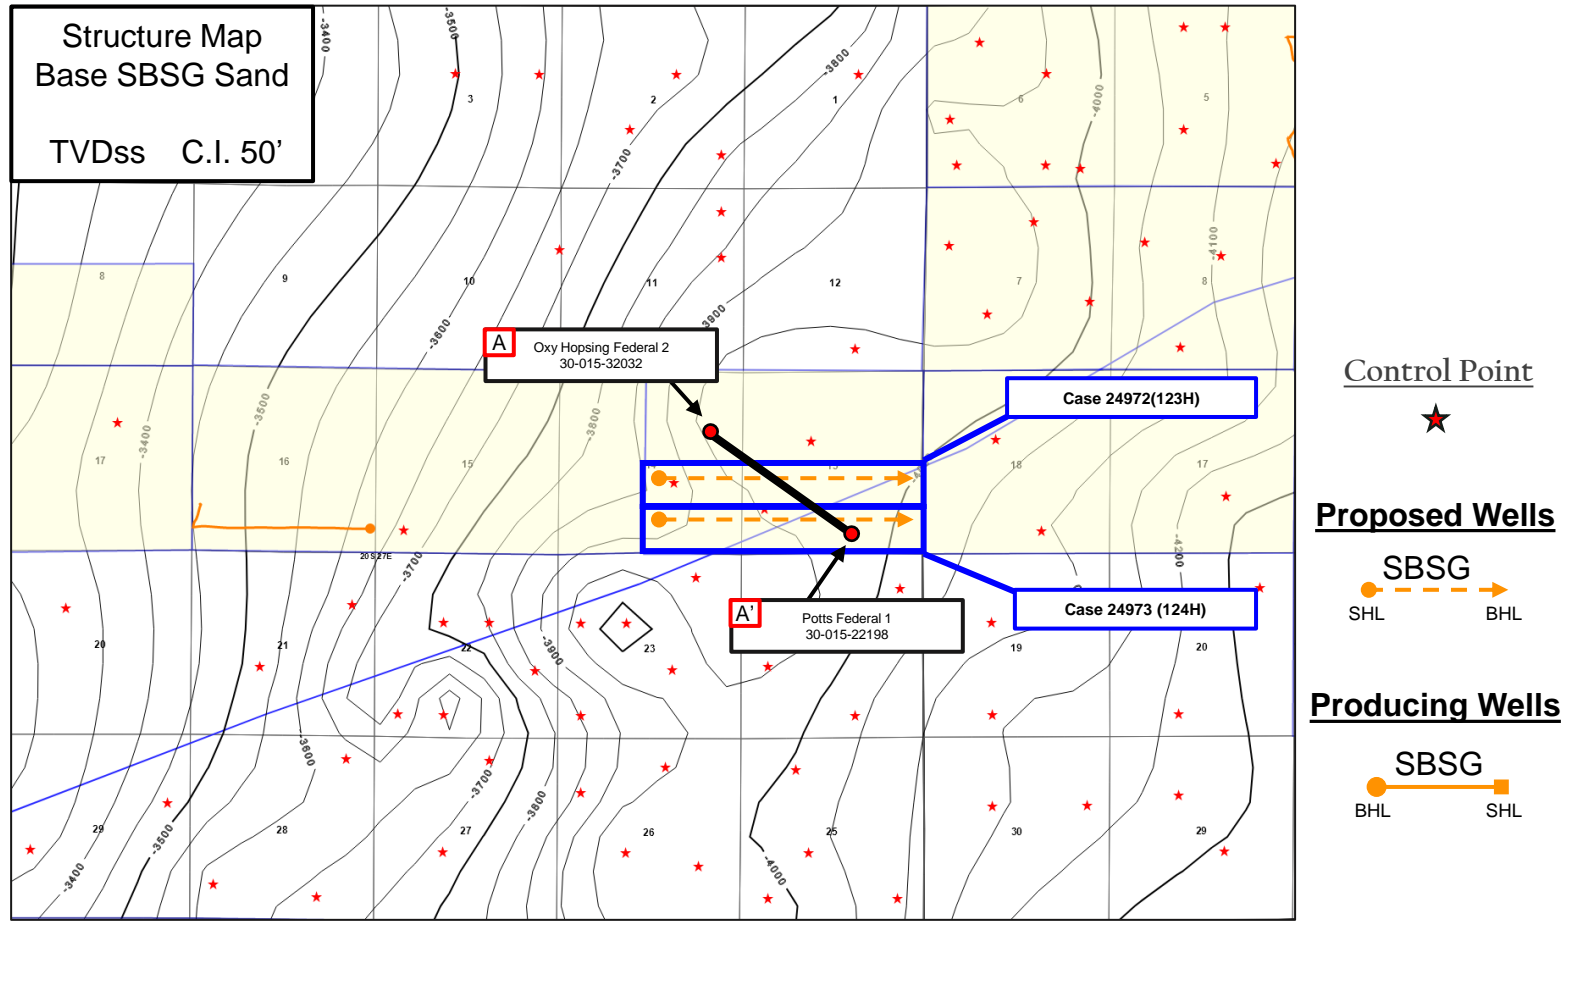 Structure Map
Base SBSG Sand
TVDss C.I. 50’
-3400
-3500
-3800
-3700
-4000
-4100
3
2
1
6
5
8
9
10
11
12
7
8
-3600
-3900
A
Oxy Hopsing Federal 2
30-015-32032
Case 24972(123H)
-3400
-3500
-3800
17
16
15
18
17
20S 27E
-3700
-4200
A’
Potts Federal 1
30-015-22198
Case 24973 (124H)
20
21
22
23
19
20
-3900
-3600
-3700
-3800
29
28
27
26
25
30
29
-3400
-3500
-4000
Control Point
Proposed Wells
SBSG
SHL
BHL
Producing Wells
SBSG
BHL
SHL